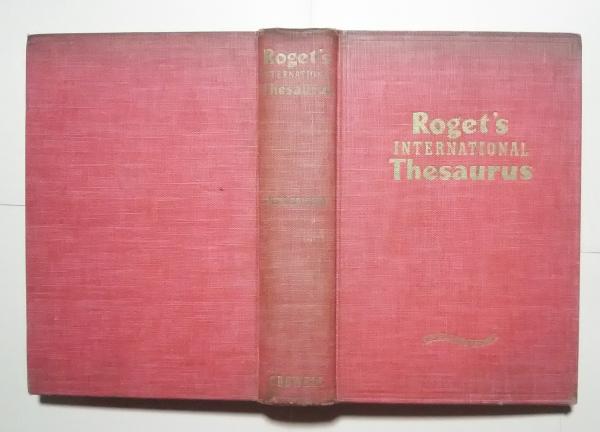 Roget's
INTERNATIONAL
Thesaurus
Roget's
INTERNATIONAL
Thesaurus
CROWELL